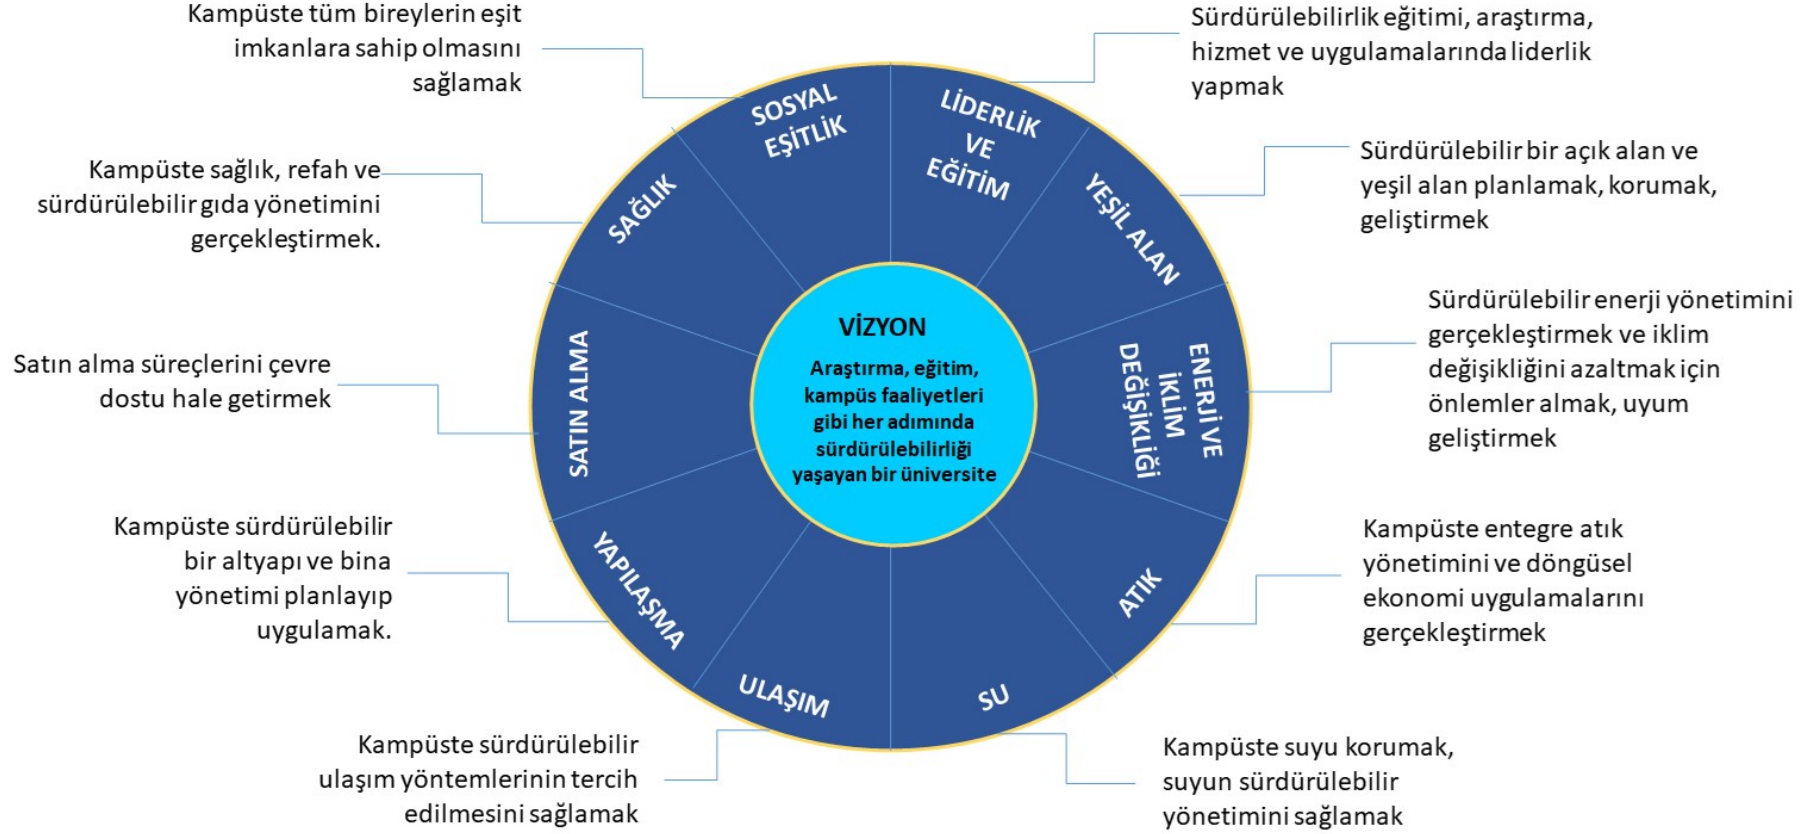 Kampüste tüm bireylerin eşit
imkanlara sahip olmasını
sağlamak
Sürdürülebilirlik eğitimi, araştırma,
hizmet ve uygulamalarında liderlik
yapmak
Kampüste sağlık, refah ve
sürdürülebilir gıda yönetimini
gerçekleştirmek.
Sürdürülebilir bir açık alan ve
yeşil alan planlamak, korumak,
geliştirmek
Satın alma süreçlerini çevre
dostu hale getirmek
Sürdürülebilir enerji yönetimini
gerçekleştirmek ve iklim
değişikliğini azaltmak için
önlemler almak, uyum
geliştirmek
Kampüste sürdürülebilir
bir altyapı ve bina
yönetimi planlayıp
uygulamak.
Kampüste entegre atık
yönetimini ve döngüsel
ekonomi uygulamalarını
gerçekleştirmek
Kampüste sürdürülebilir
ulaşım yöntemlerinin tercih
edilmesini sağlamak
Kampüste suyu korumak,
suyun sürdürülebilir
yönetimini sağlamak
SOSYAL
EŞİTLİK
LİDERLİK
VE
EĞİTİM
YEŞİL ALAN
ENERJİ VE
İKLİM
DEĞİŞİKLİĞİ
ATIK
SU
ULAŞIM
YAPILAŞMA
SATIN ALMA
SAĞLIK
VİZYON
Araştırma, eğitim,
kampüs faaliyetleri
gibi her adımında
sürdürülebilirliği
yaşayan bir üniversite